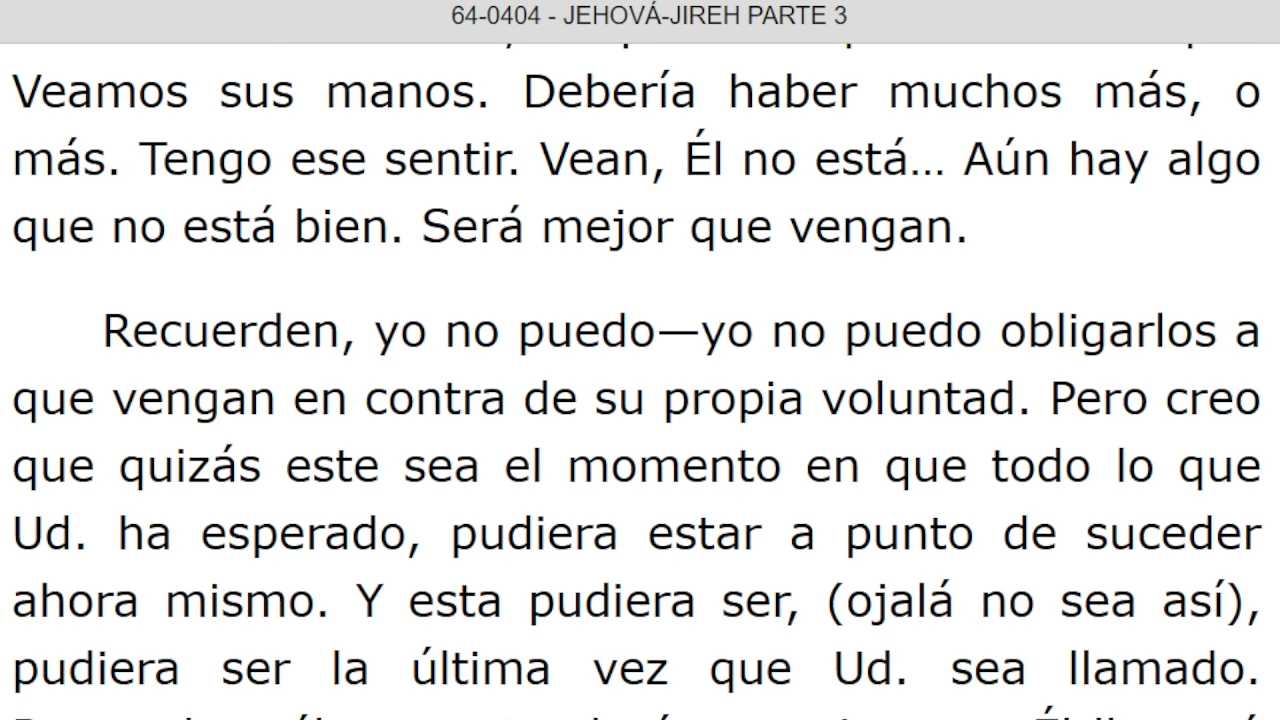 64-0404 - JEHOVÁ-JIREH PARTE 3
Veamos sus manos. Debería haber muchos más, o
más. Tengo ese sentir. Vean, Él no está… Aún hay algo
que no está bien. Será mejor que vengan.
Recuerden, yo no puedo—yo no puedo obligarlos a
que vengan en contra de su propia voluntad. Pero creo
que quizás este sea el momento en que todo lo que
Ud. ha esperado, pudiera estar a punto de suceder
ahora mismo. Y esta pudiera ser, (ojalá no sea así),
pudiera ser la última vez que Ud. sea llamado.